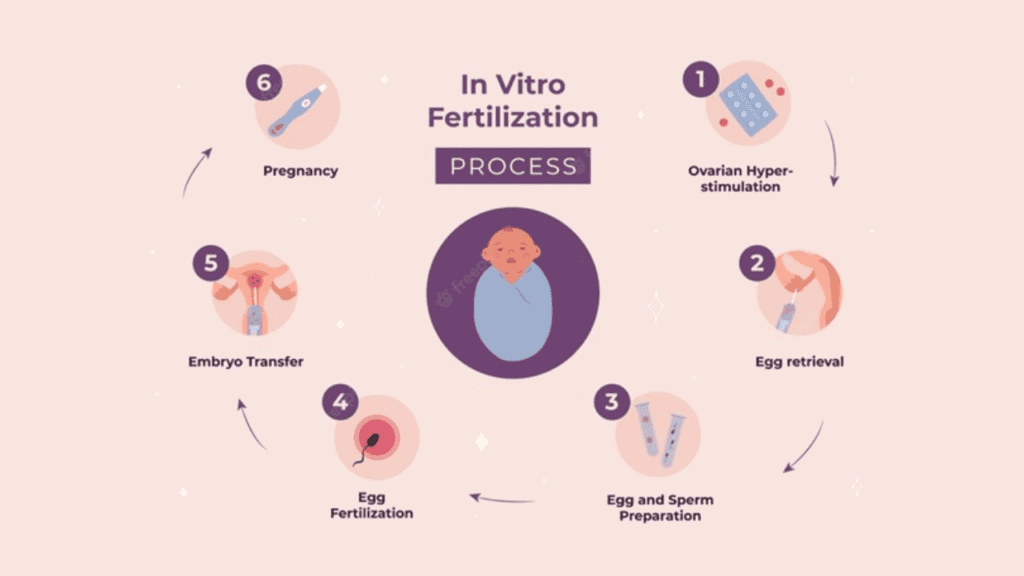 In Vitro
Fertilization
PROCESS
1
Ovarian Hyper-
stimulation
2
Egg retrieval
3
Egg and Sperm
Preparation
4
Egg
Fertilization
5
Embryo Transfer
6
Pregnancy